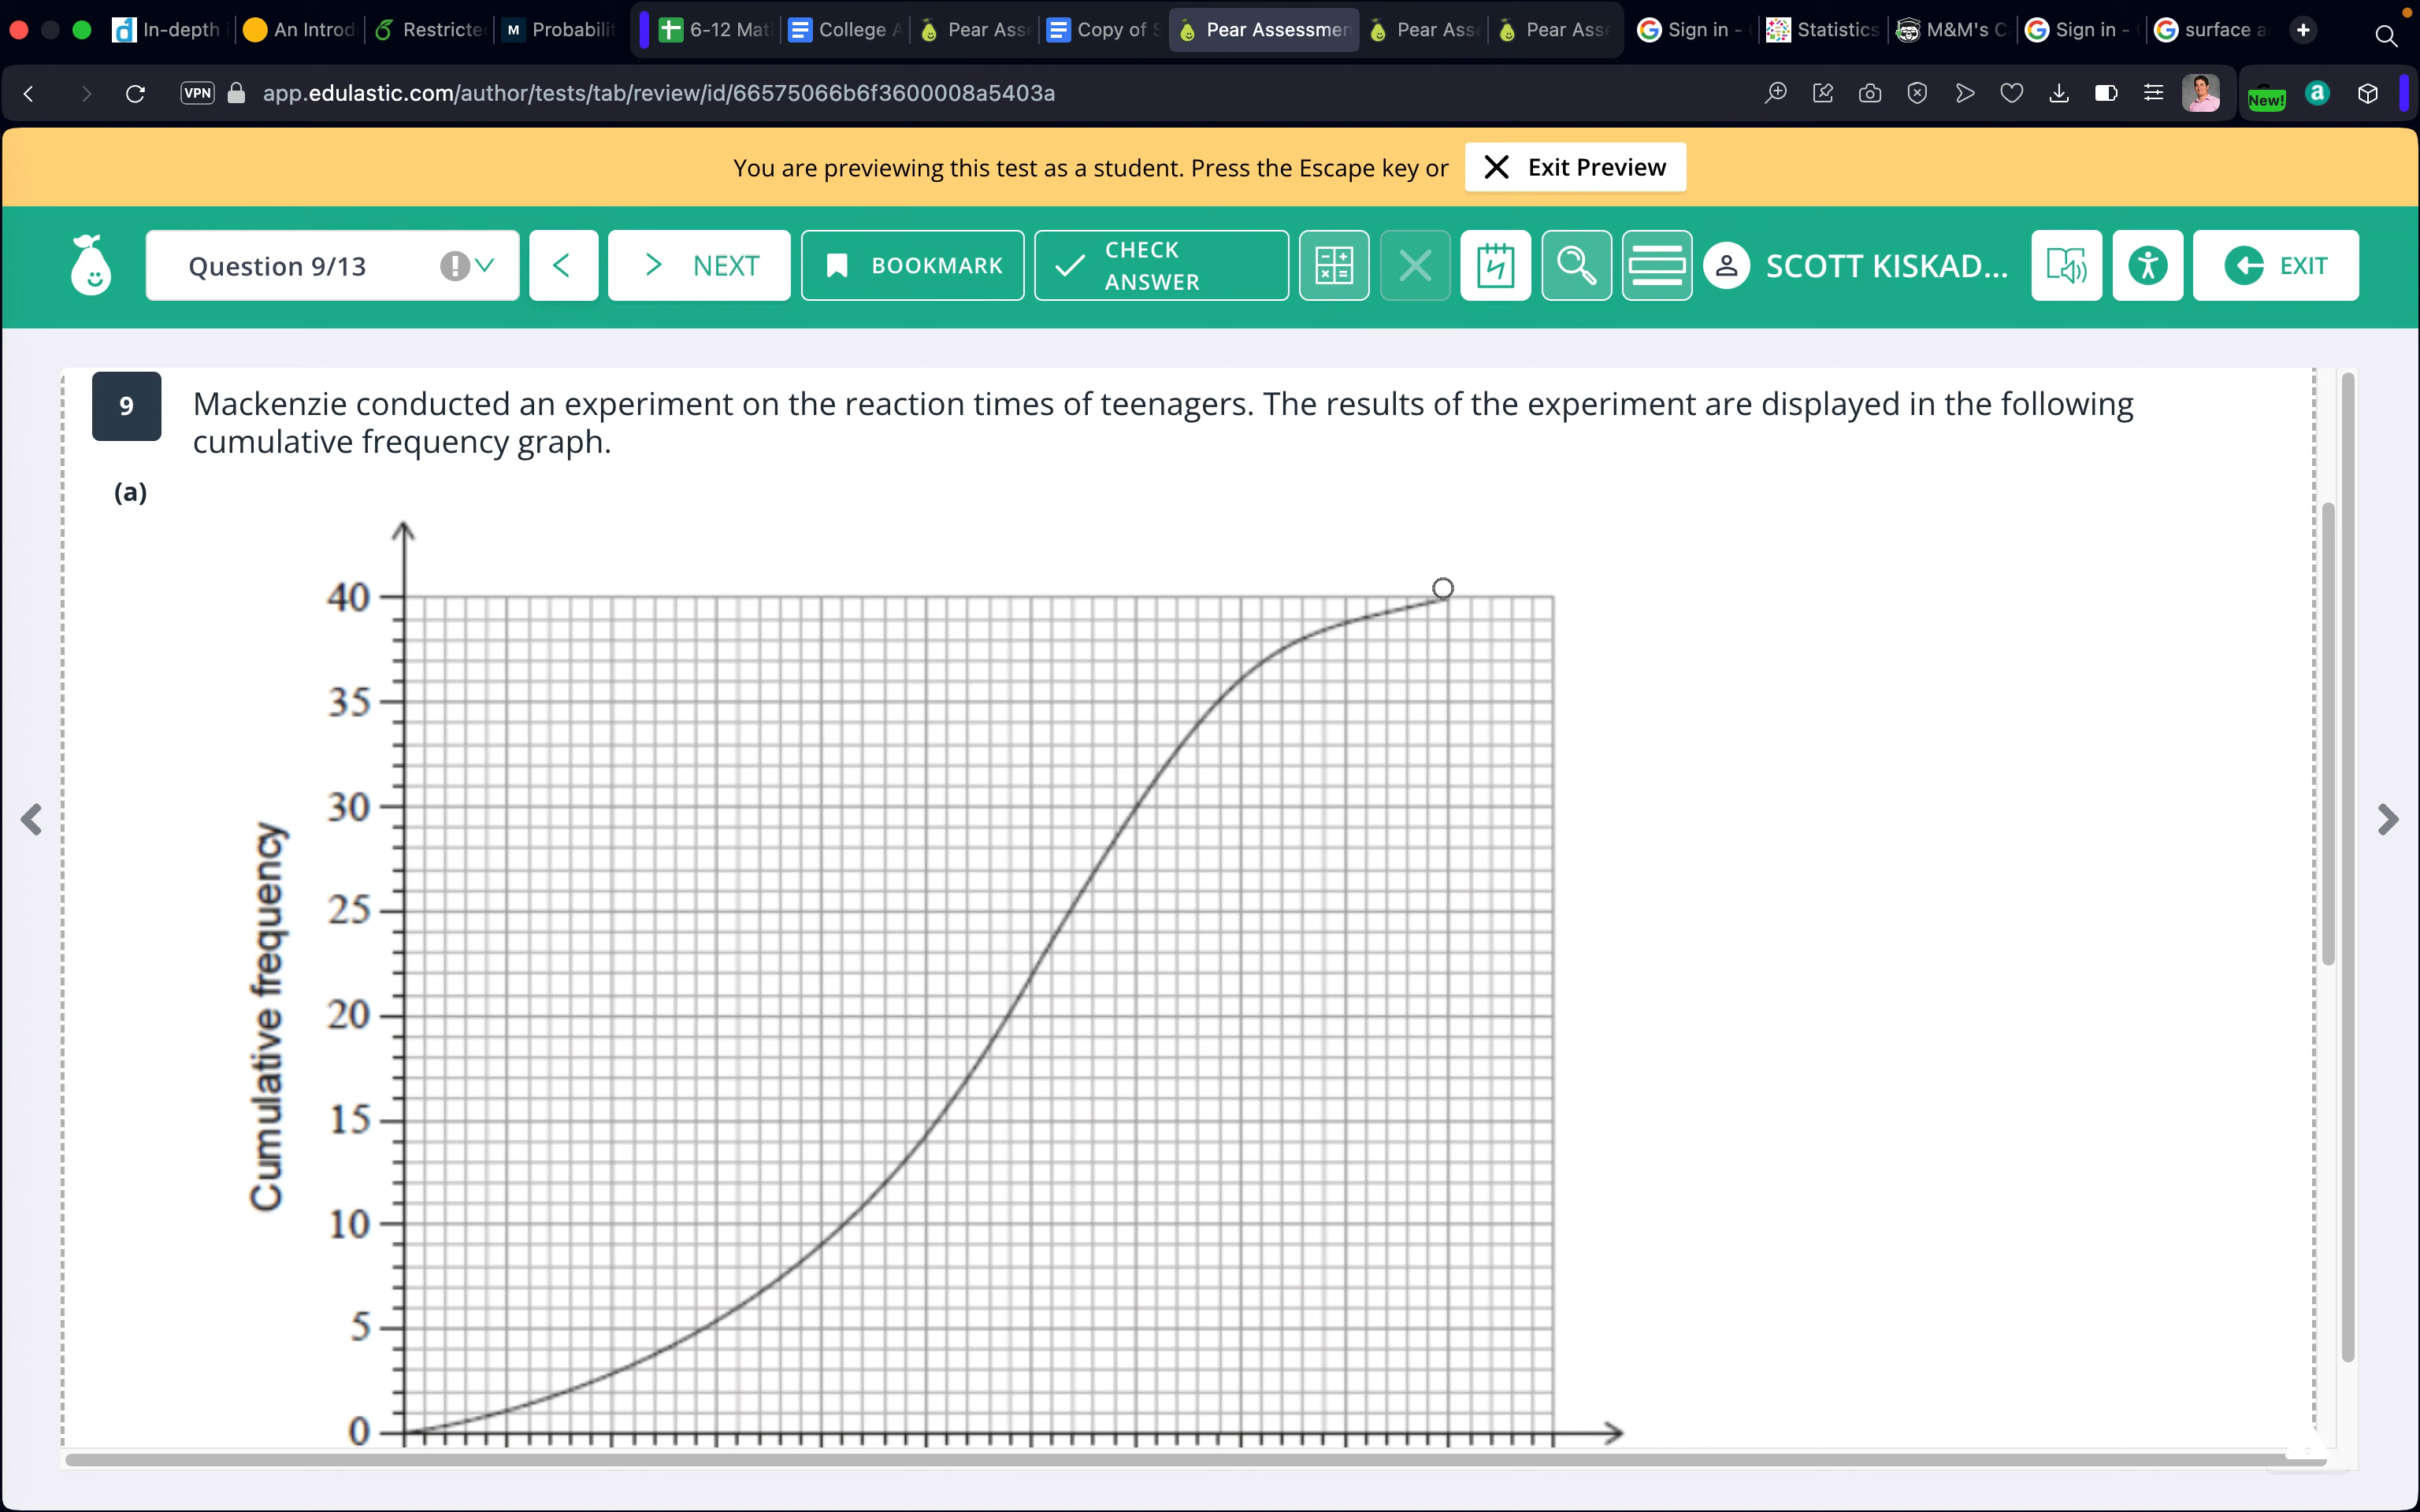 In-depth
An Introd
Restricte
M Probabilit
6-12 Mat
College A
Pear Asse
Copy of S
Pear Assessmen
Pear Asse
Pear Asse
Sign in -
Statistics
M&M's C
Sign in -
surface a
VPN
app.edulastic.com/author/tests/tab/review/id/66575066b6f3600008a5403a
New!
a
You are previewing this test as a student. Press the Escape key or
Exit Preview
Question 9/13
NEXT
BOOKMARK
CHECK
ANSWER
SCOTT KISKAD...
EXIT
9
Mackenzie conducted an experiment on the reaction times of teenagers. The results of the experiment are displayed in the following
cumulative frequency graph.
(a)
Cumulative frequency
40
35
30
25
20
15
10
5
0